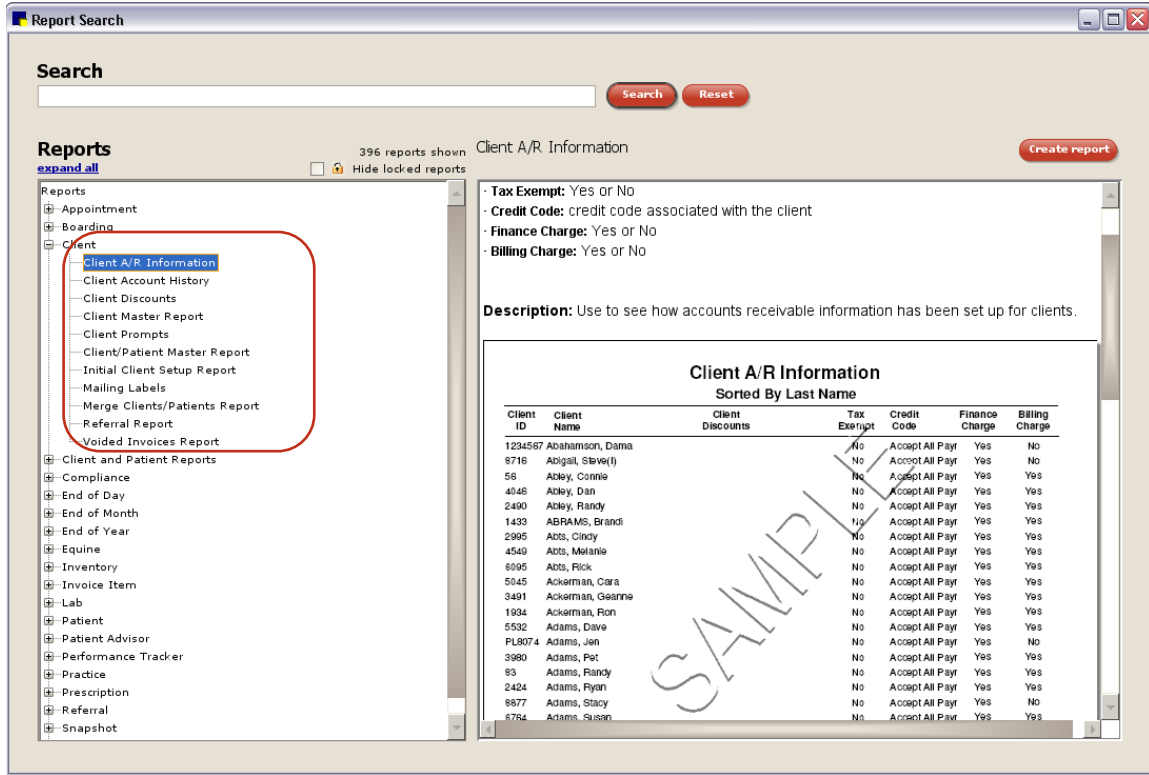 Report Search
Search
Search Reset
Reports
396 reports shown
expand all
Hide locked reports
Reports
Appointment
Boarding
Client
Client A/R Information
Client Account History
Client Discounts
Client Master Report
Client Prompts
Client/Patient Master Report
Initial Client Setup Report
Mailing Labels
Merge Clients/Patients Report
Referral Report
Voided Invoices Report
Client and Patient Reports
Compliance
End of Day
End of Month
End of Year
Equine
Inventory
Invoice Item
Lab
Patient
Patient Advisor
Performance Tracker
Practice
Prescription
Referral
Snapshot
Client A/R Information
Create report
· Tax Exempt: Yes or No
· Credit Code: credit code associated with the client
· Finance Charge: Yes or No
· Billing Charge: Yes or No
Description: Use to see how accounts receivable information has been set up for clients.
Client A/R Information
Sorted By Last Name
Client Client Client Tax Credit Finance Billing
ID Name Discounts Exempt Code Charge Charge
1234567 Abahamson, Dama No Accept All Payr Yes No
9716 Abigail, Steve(I) No Accept All Payr Yes No
56 Abley, Connie No Accept All Payr Yes Yes
4046 Abley, Dan No Accept All Payr Yes Yes
2490 Abley, Randy No Accept All Payr Yes Yes
1433 ABRAMS, Brandi No Accept All Payr Yes Yes
2995 Abts, Cindy No Accept All Payr Yes Yes
4549 Abts, Melanie No Accept All Payr Yes Yes
6095 Abts, Rick No Accept All Payr Yes Yes
5045 Ackerman, Cara No Accept All Payr Yes Yes
3491 Ackerman, Geanne No Accept All Payr Yes Yes
1934 Ackerman, Ron No Accept All Payr Yes Yes
5532 Adams, Dave No Accept All Payr Yes Yes
PL8074 Adams, Jen No Accept All Payr Yes No
3980 Adams, Pet No Accept All Payr Yes Yes
93 Adams, Randy No Accept All Payr Yes Yes
2424 Adams, Ryan No Accept All Payr Yes Yes
9877 Adams, Stacy No Accept All Payr Yes No
6764 Adams, Susan No Accept All Payr Yes Yes
SAMPLE